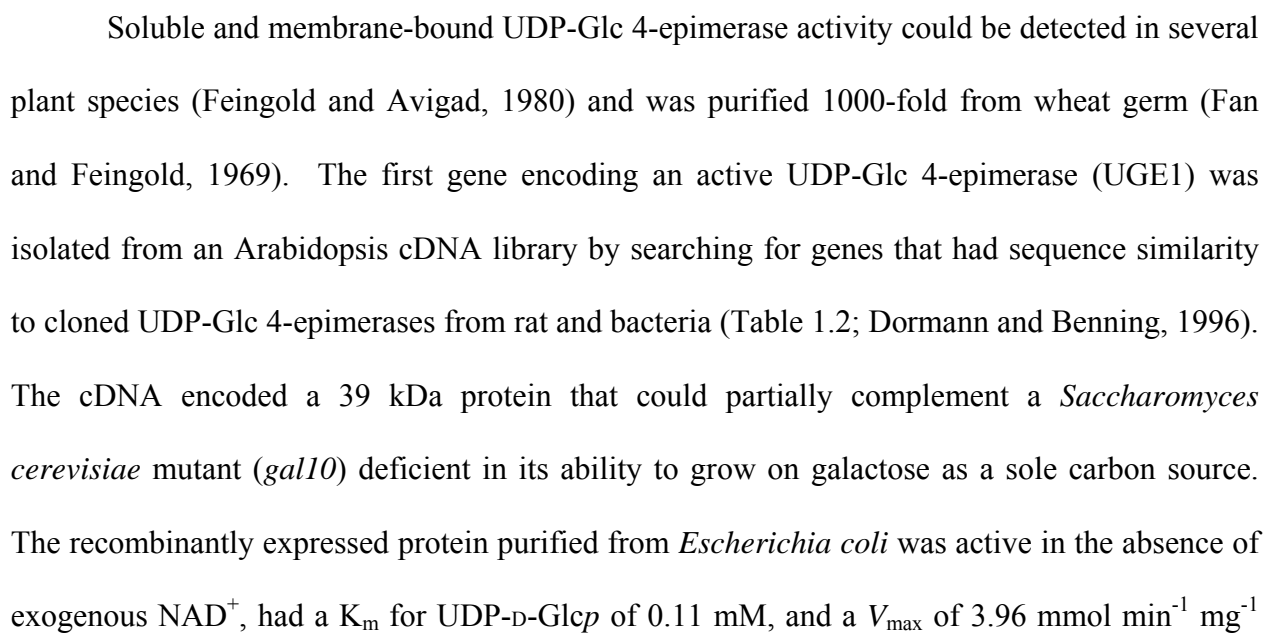 Soluble and membrane-bound UDP-Glc 4-epimerase activity could be detected in several
plant species (Feingold and Avigad, 1980) and was purified 1000-fold from wheat germ (Fan
and Feingold, 1969).  The first gene encoding an active UDP-Glc 4-epimerase (UGE1) was
isolated from an Arabidopsis cDNA library by searching for genes that had sequence similarity
to cloned UDP-Glc 4-epimerases from rat and bacteria (Table 1.2; Dormann and Benning, 1996).
The cDNA encoded a 39 kDa protein that could partially complement a Saccharomyces
cerevisiae mutant (gal10) deficient in its ability to grow on galactose as a sole carbon source.
The recombinantly expressed protein purified from Escherichia coli was active in the absence of
exogenous NAD⁺, had a Kₘ for UDP-D-Glcp of 0.11 mM, and a Vₘₐₓ of 3.96 mmol min⁻¹ mg⁻¹